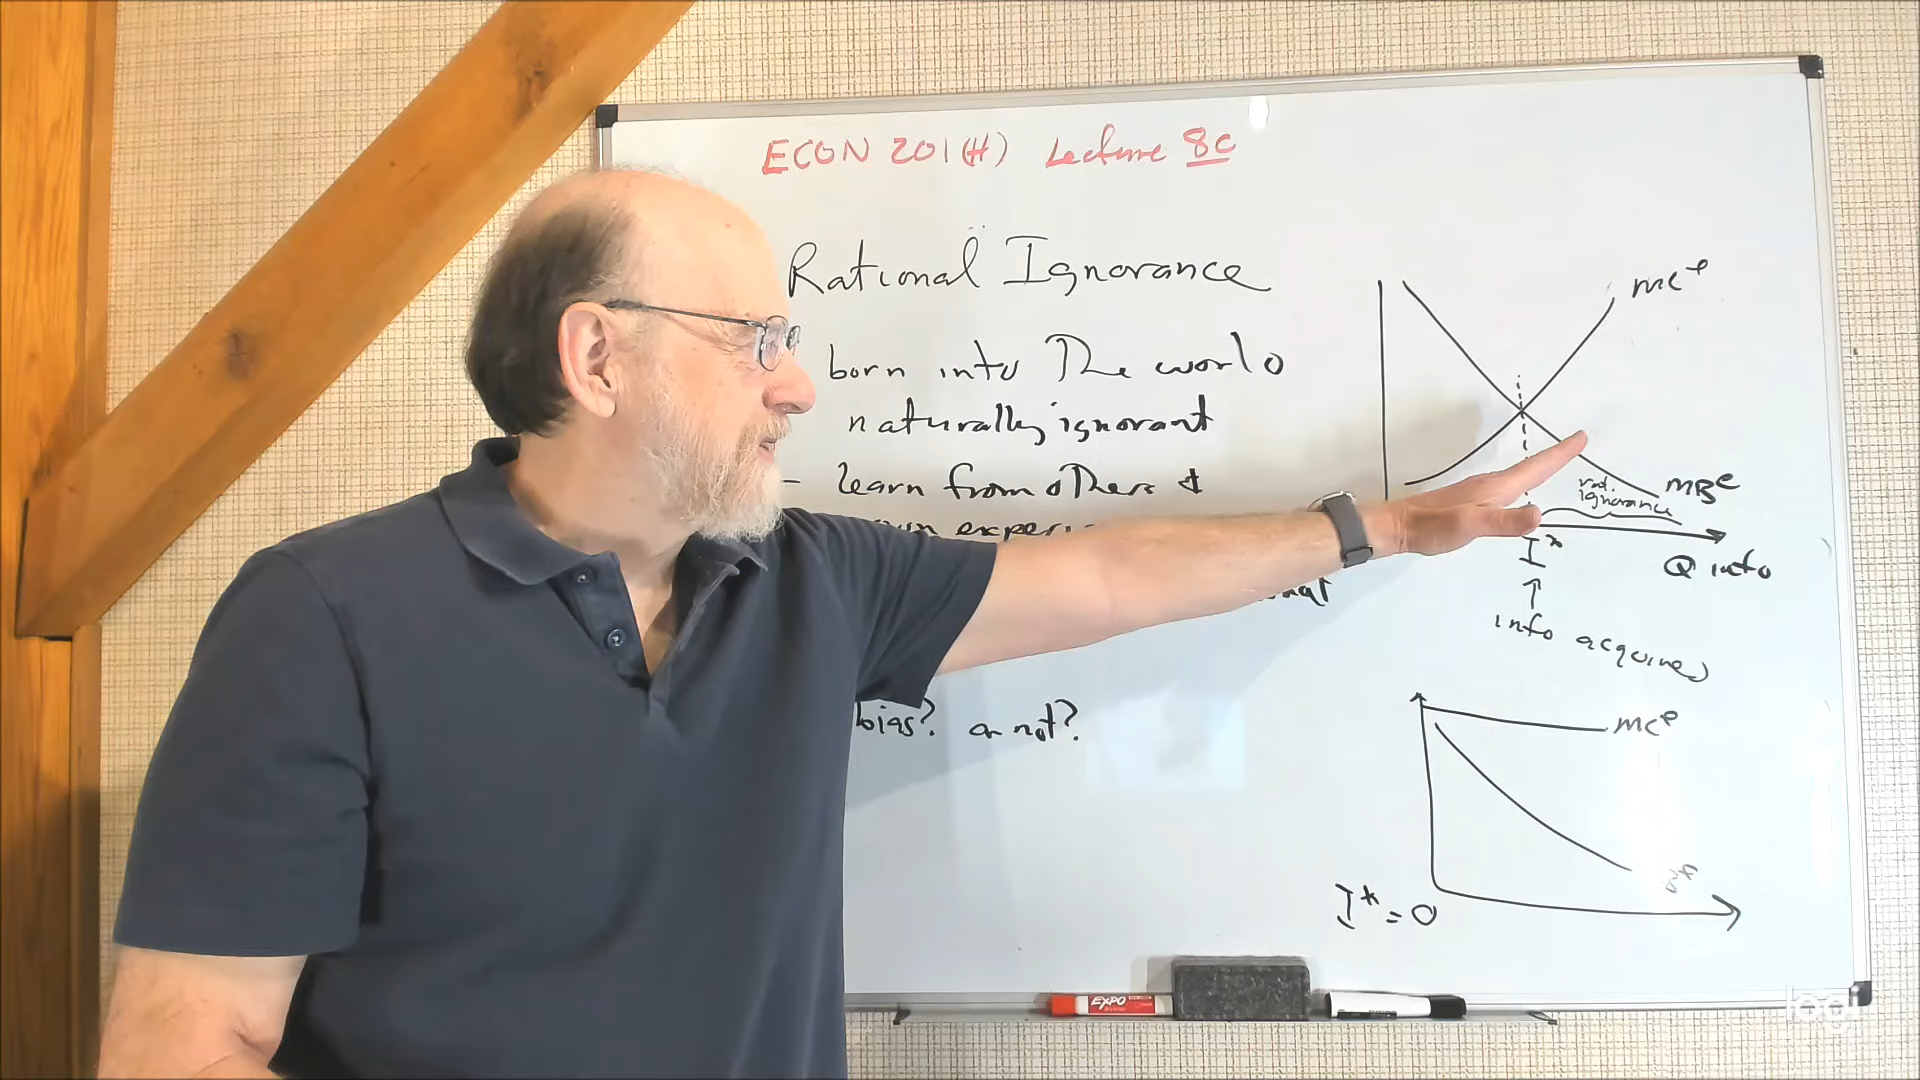 ECON 201(H) Lecture 8c
Rational Ignorance
born into The world
naturally ignorant
- learn from others &
bias? or not?
MC^e
MB^e
rat.
ignorance
I*
Q info
info acquired
MC^e
I* = 0
EXPO
logi